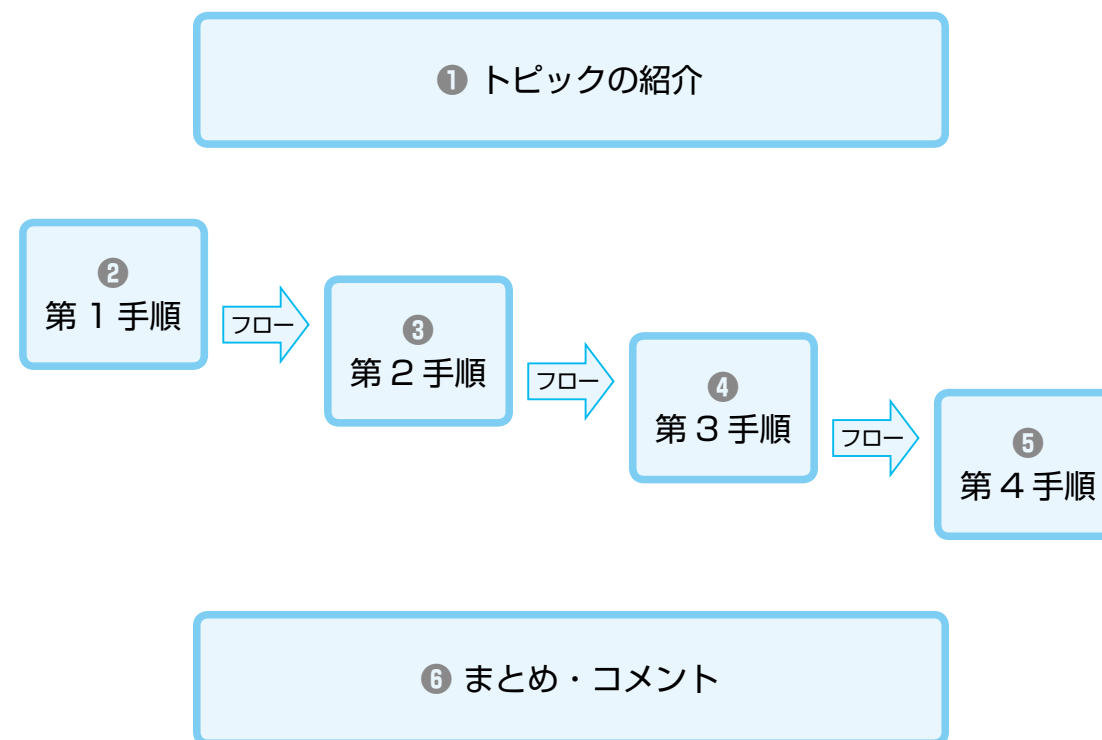 ❶ トピックの紹介
❷
第 1 手順
フロー
❸
第 2 手順
フロー
❹
第 3 手順
フロー
❺
第 4 手順
❻ まとめ・コメント